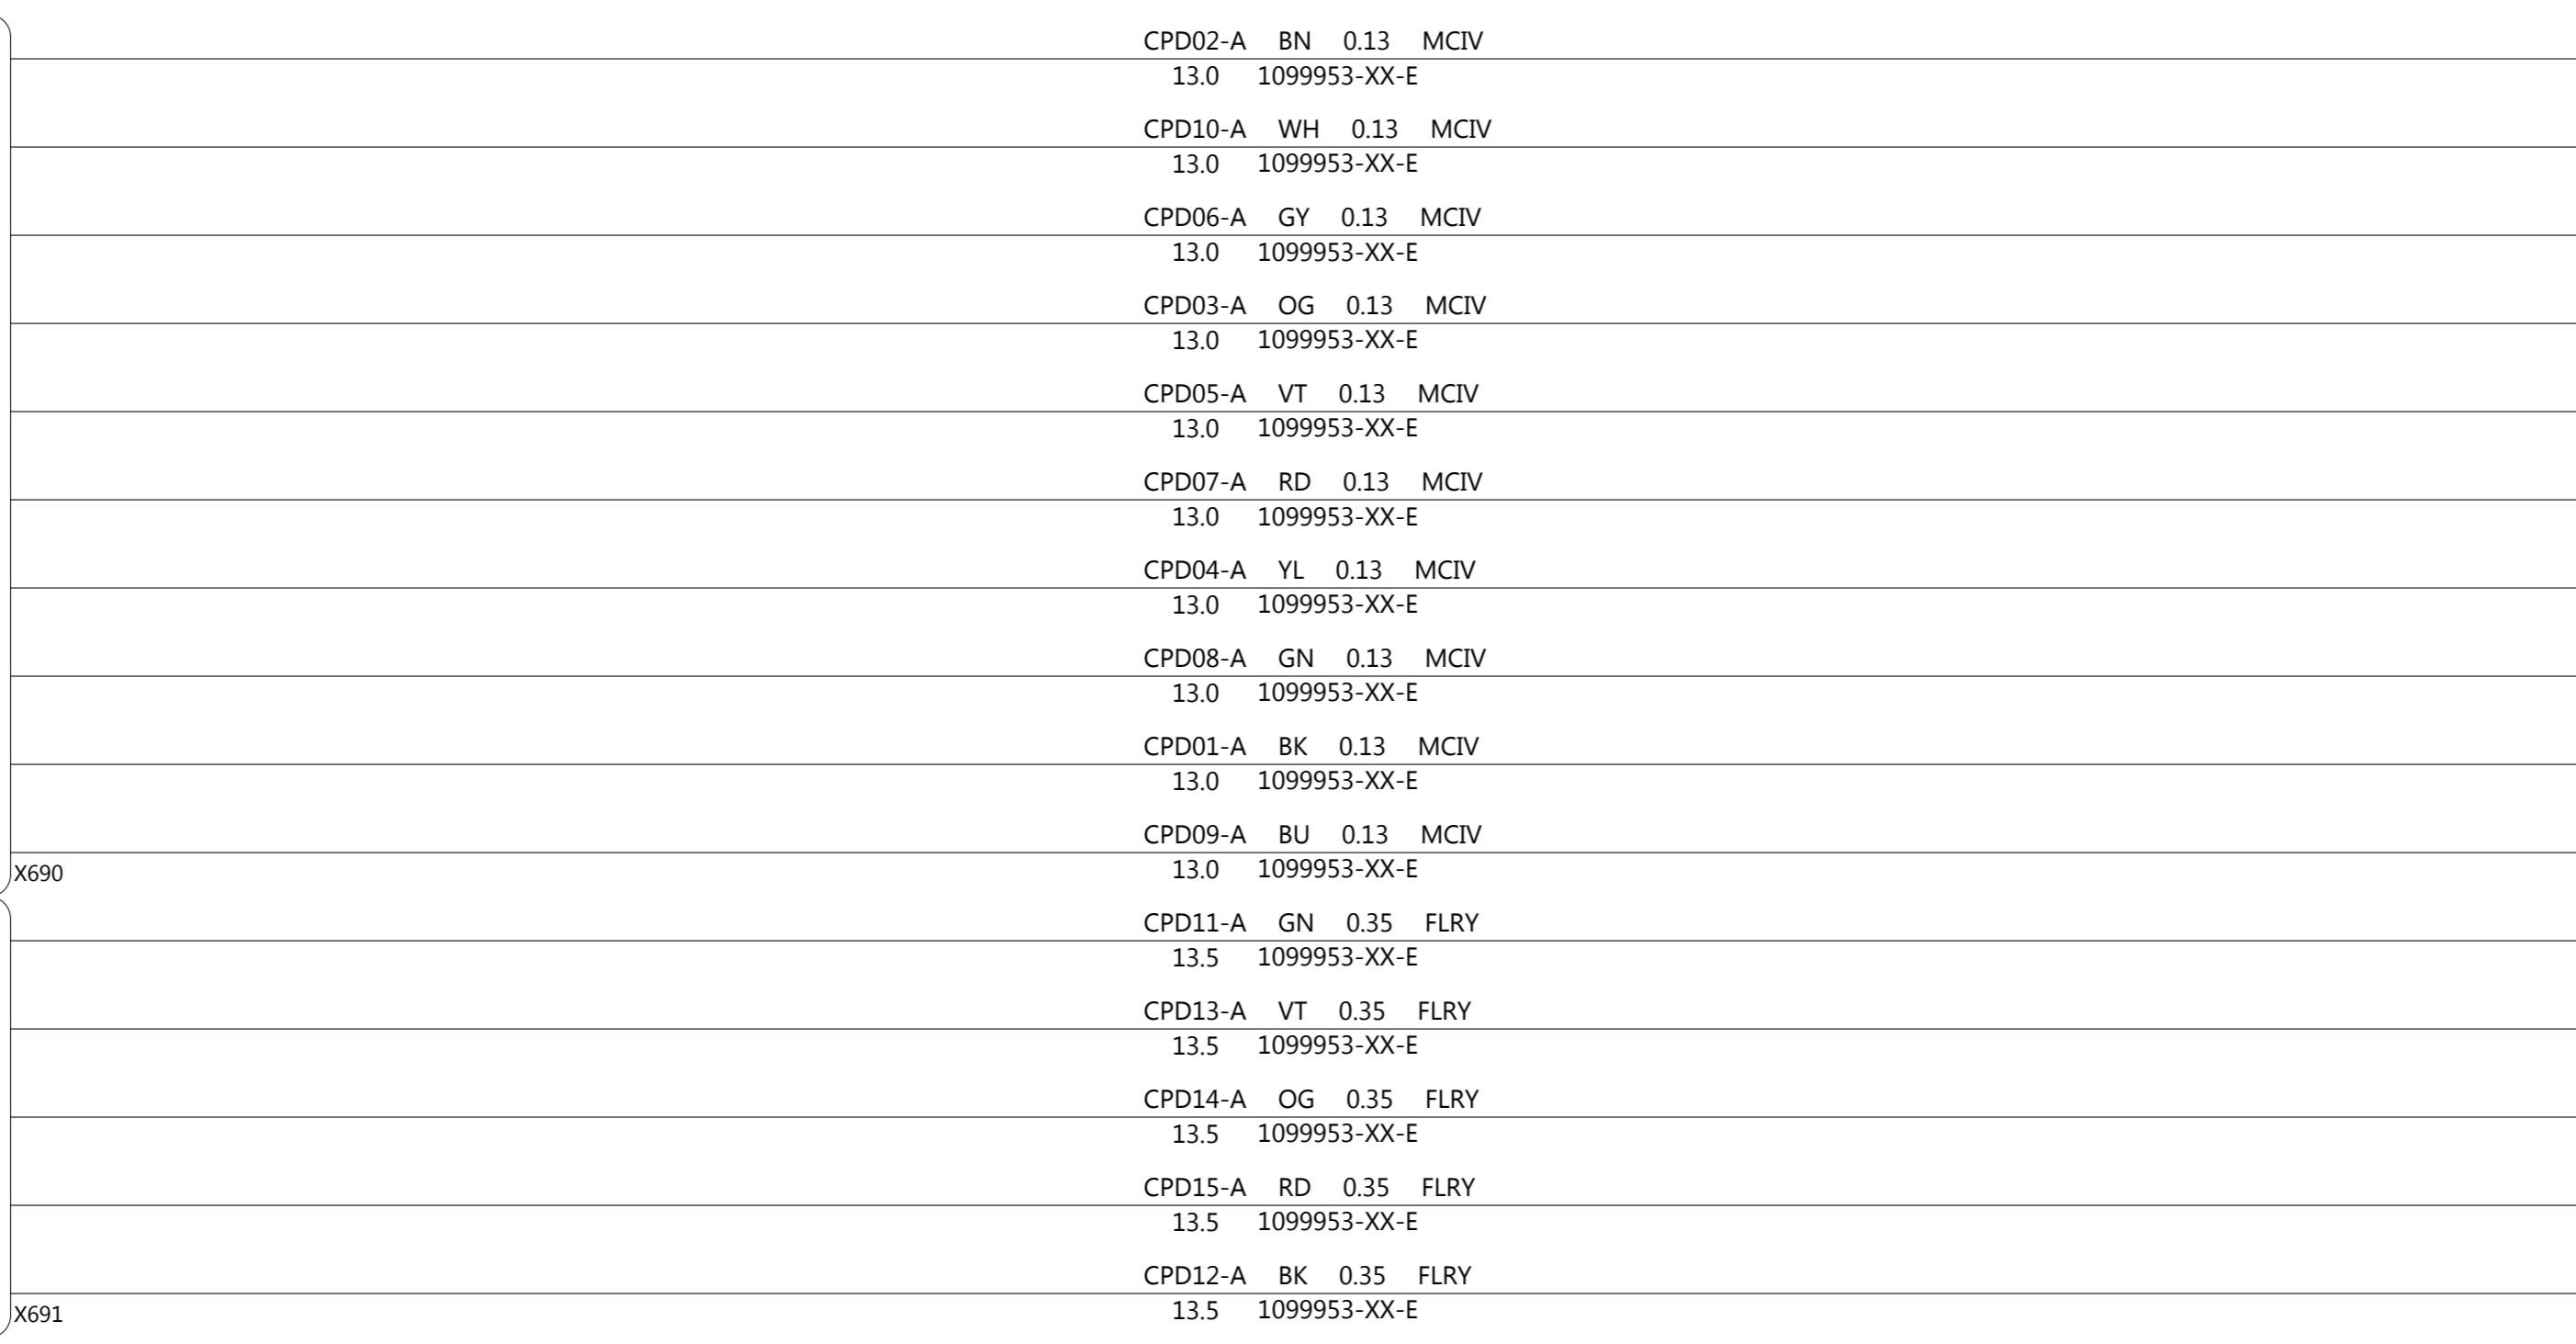 CPD02-A BN 0.13 MCIV
13.0 1099953-XX-E
CPD10-A WH 0.13 MCIV
13.0 1099953-XX-E
CPD06-A GY 0.13 MCIV
13.0 1099953-XX-E
CPD03-A OG 0.13 MCIV
13.0 1099953-XX-E
CPD05-A VT 0.13 MCIV
13.0 1099953-XX-E
CPD07-A RD 0.13 MCIV
13.0 1099953-XX-E
CPD04-A YL 0.13 MCIV
13.0 1099953-XX-E
CPD08-A GN 0.13 MCIV
13.0 1099953-XX-E
CPD01-A BK 0.13 MCIV
13.0 1099953-XX-E
CPD09-A BU 0.13 MCIV
X690 13.0 1099953-XX-E
CPD11-A GN 0.35 FLRY
13.5 1099953-XX-E
CPD13-A VT 0.35 FLRY
13.5 1099953-XX-E
CPD14-A OG 0.35 FLRY
13.5 1099953-XX-E
CPD15-A RD 0.35 FLRY
13.5 1099953-XX-E
CPD12-A BK 0.35 FLRY
X691 13.5 1099953-XX-E